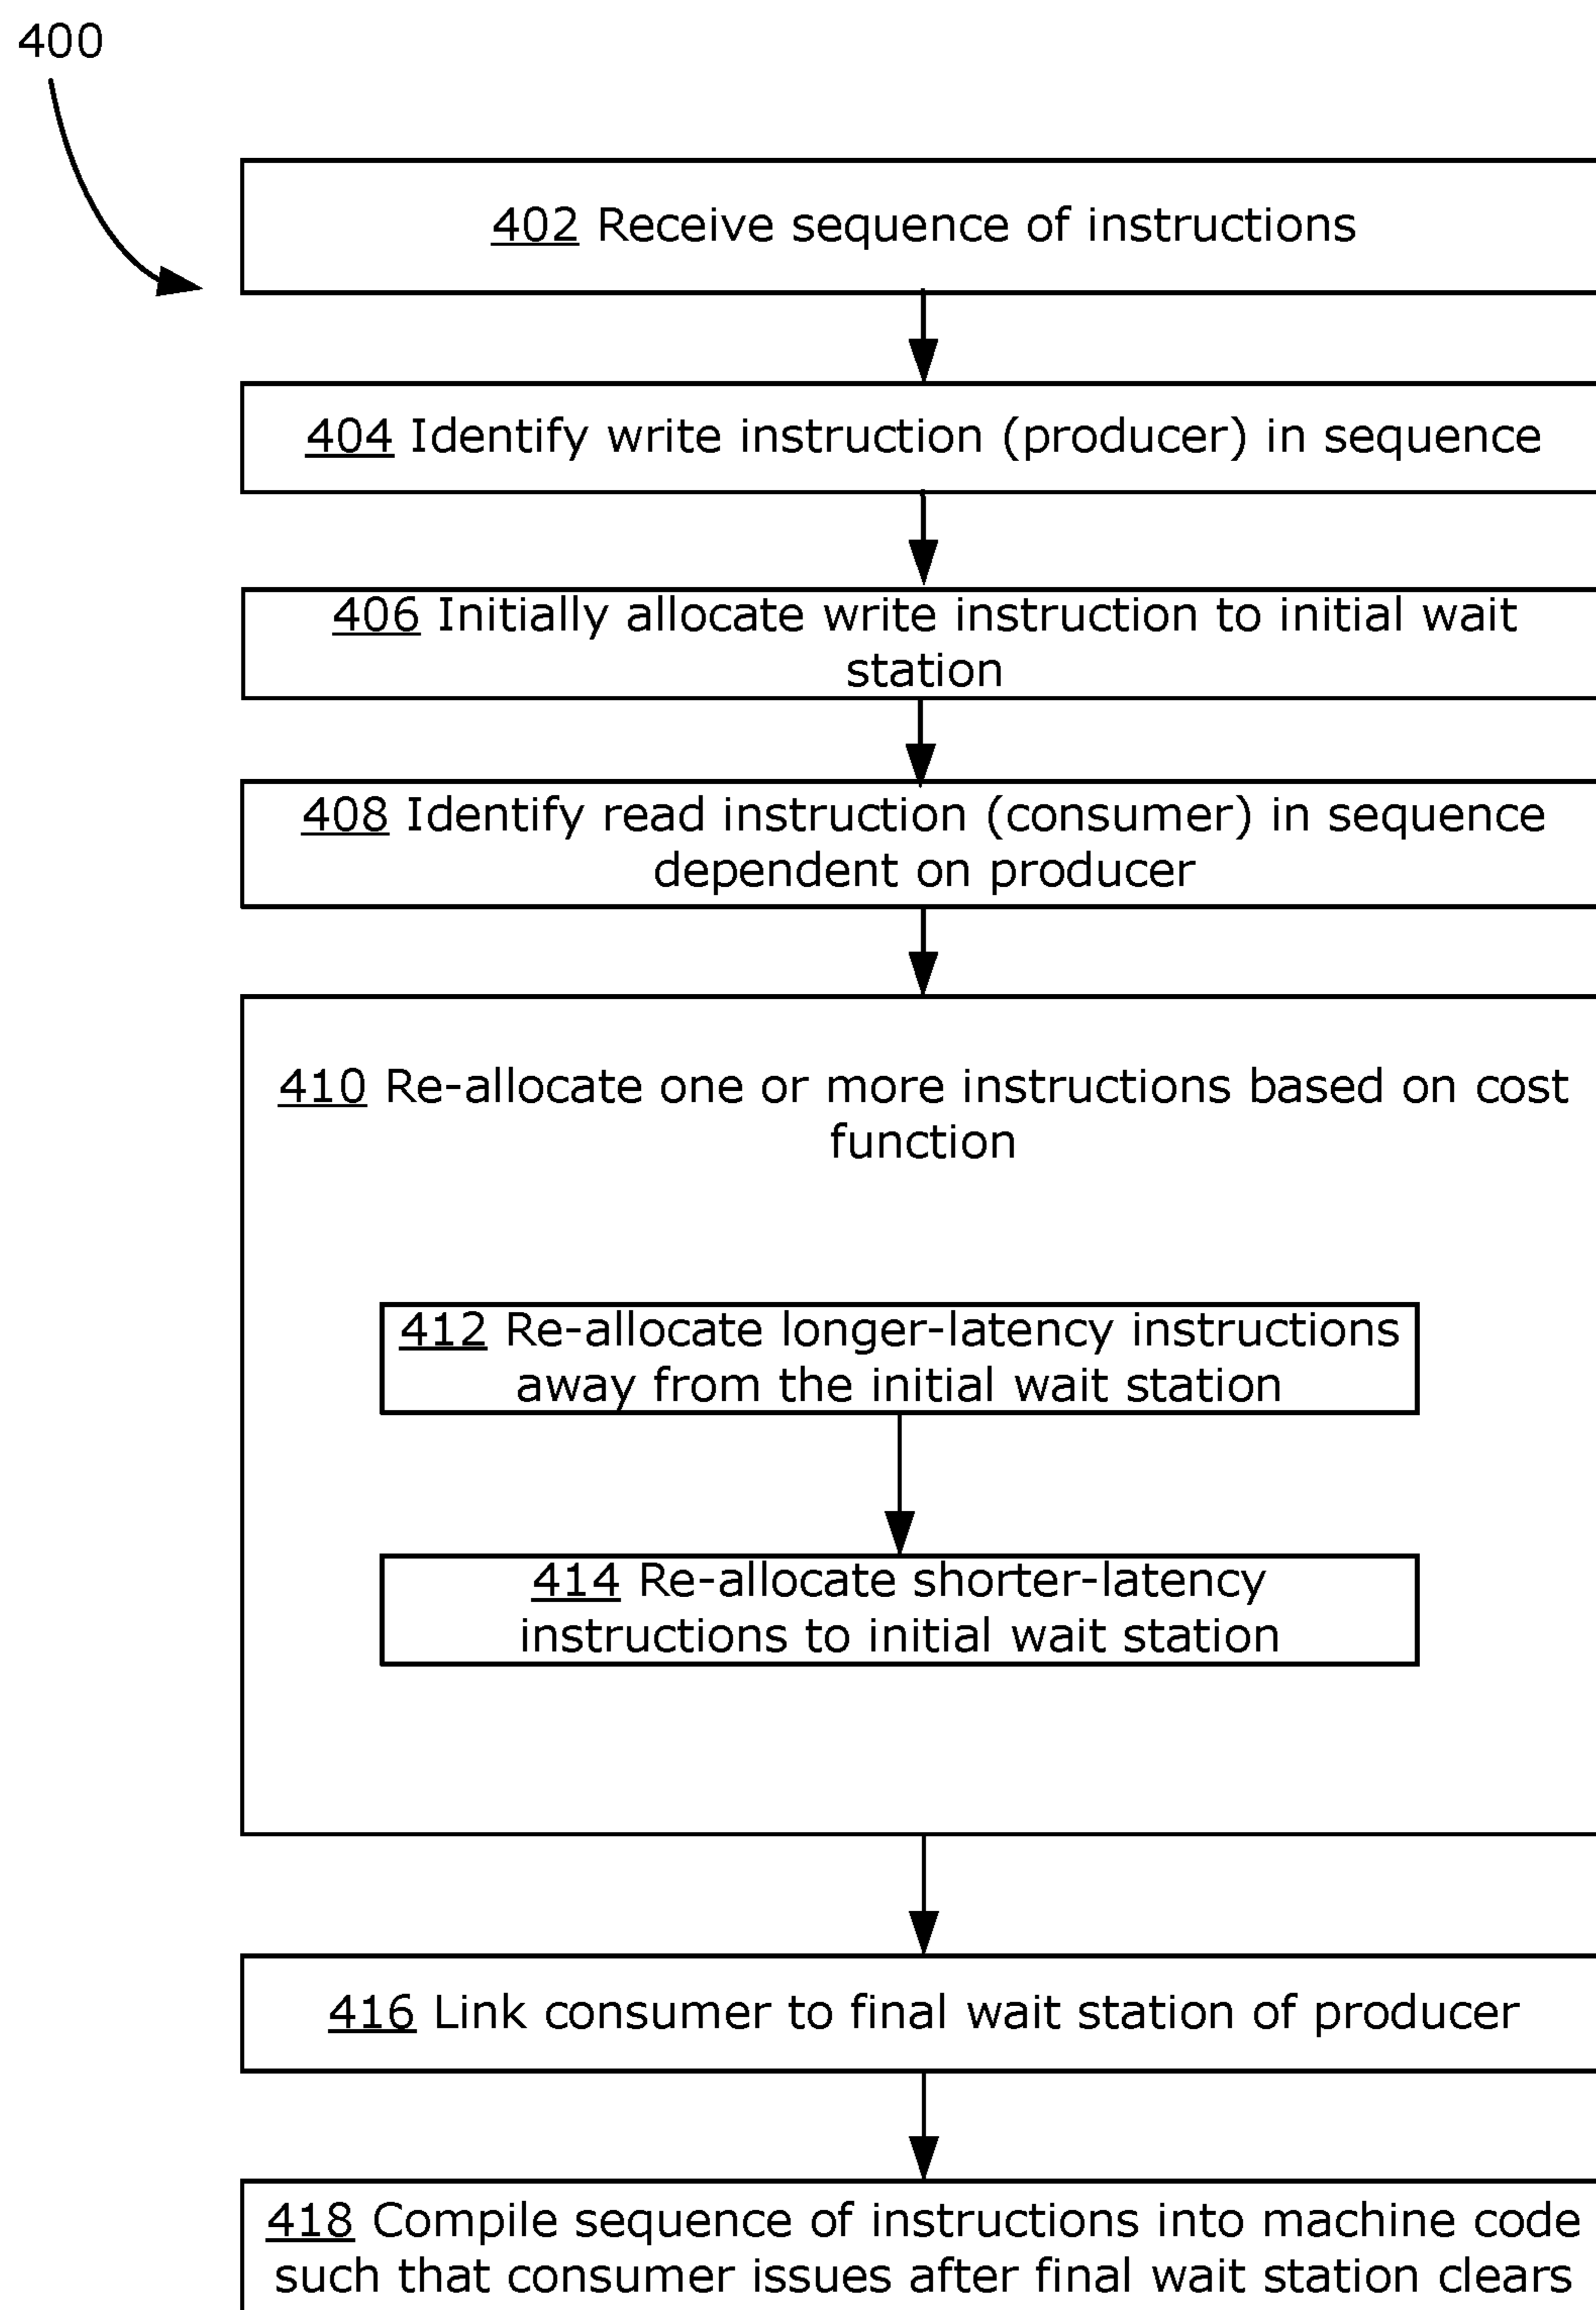 400
402 Receive sequence of instructions
404 Identify write instruction (producer) in sequence
406 Initially allocate write instruction to initial wait
station
408 Identify read instruction (consumer) in sequence
dependent on producer
410 Re-allocate one or more instructions based on cost
function
412 Re-allocate longer-latency instructions
away from the initial wait station
414 Re-allocate shorter-latency
instructions to initial wait station
416 Link consumer to final wait station of producer
418 Compile sequence of instructions into machine code
such that consumer issues after final wait station clears